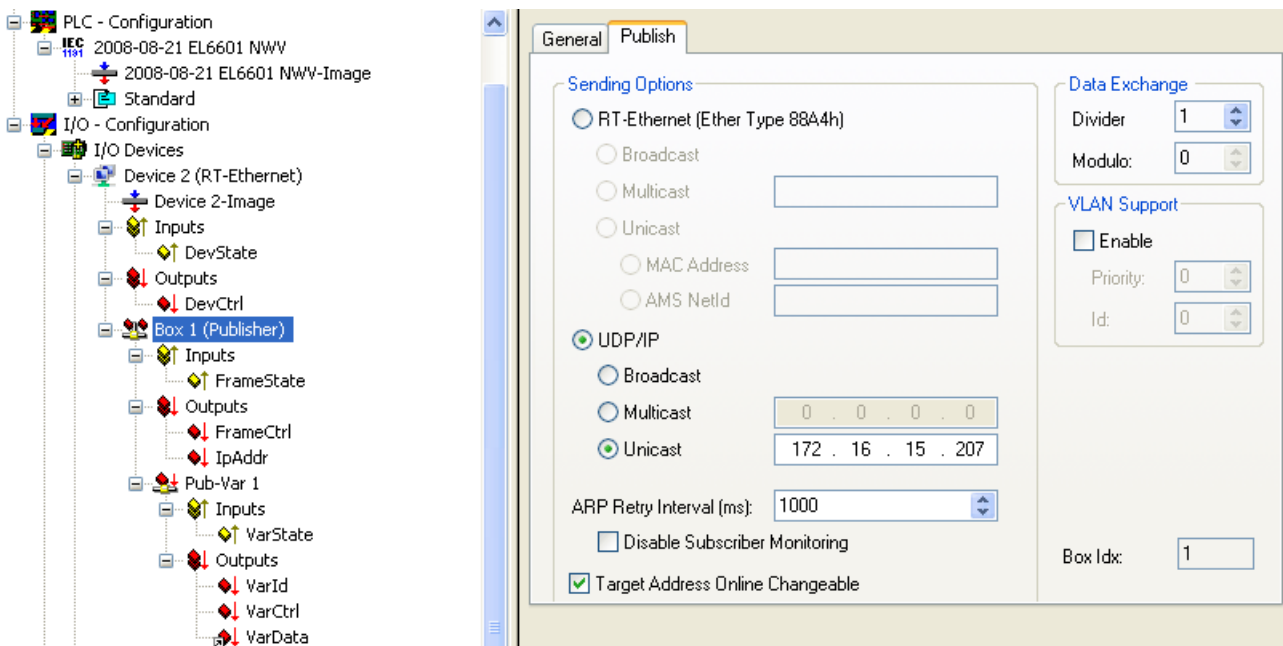 PLC - Configuration
IEC 1131 2008-08-21 EL6601 NWV
2008-08-21 EL6601 NWV-Image
Standard
I/O - Configuration
I/O Devices
Device 2 (RT-Ethernet)
Device 2-Image
Inputs
DevState
Outputs
DevCtrl
Box 1 (Publisher)
Inputs
FrameState
Outputs
FrameCtrl
IpAddr
Pub-Var 1
Inputs
VarState
Outputs
VarId
VarCtrl
VarData
General Publish
Sending Options
RT-Ethernet (Ether Type 88A4h)
Broadcast
Multicast
Unicast
MAC Address
AMS NetId
UDP/IP
Broadcast
Multicast 0 . 0 . 0 . 0
Unicast 172 . 16 . 15 . 207
ARP Retry Interval (ms): 1000
Disable Subscriber Monitoring
Target Address Online Changeable
Data Exchange
Divider 1
Modulo: 0
VLAN Support
Enable
Priority: 0
Id: 0
Box Idx: 1